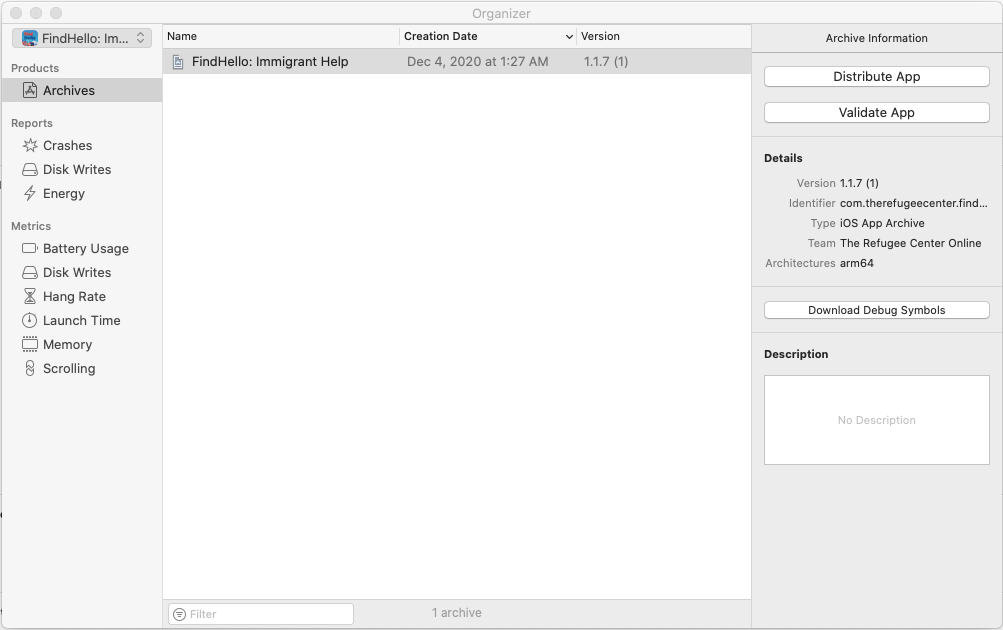 Organizer
FindHello: Im...
Products
Archives
Reports
Crashes
Disk Writes
Energy
Metrics
Battery Usage
Disk Writes
Hang Rate
Launch Time
Memory
Scrolling
Name Creation Date Version
FindHello: Immigrant Help Dec 4, 2020 at 1:27 AM 1.1.7 (1)
Filter
1 archive
Archive Information
Distribute App
Validate App
Details
Version 1.1.7 (1)
Identifier com.therefugeecenter.find...
Type iOS App Archive
Team The Refugee Center Online
Architectures arm64
Download Debug Symbols
Description
No Description